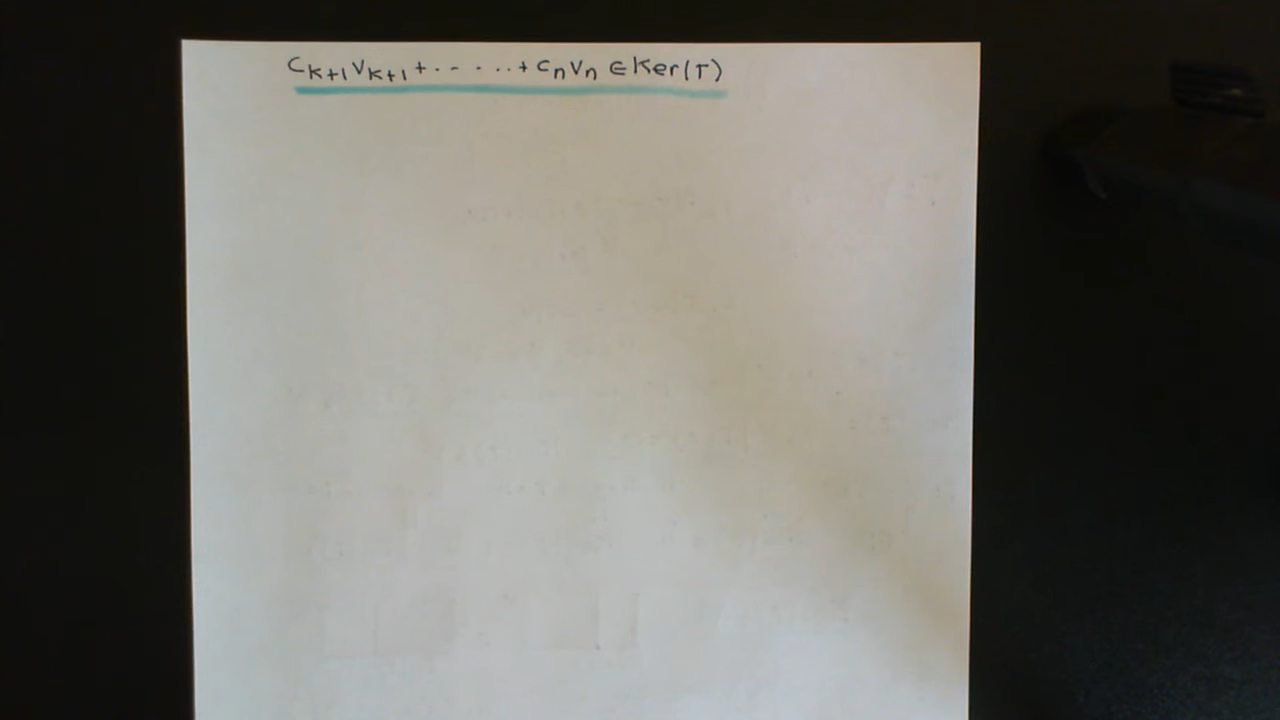 c_{k+1}v_{k+1} + . . . . . . + c_n v_n ∈ Ker(T)